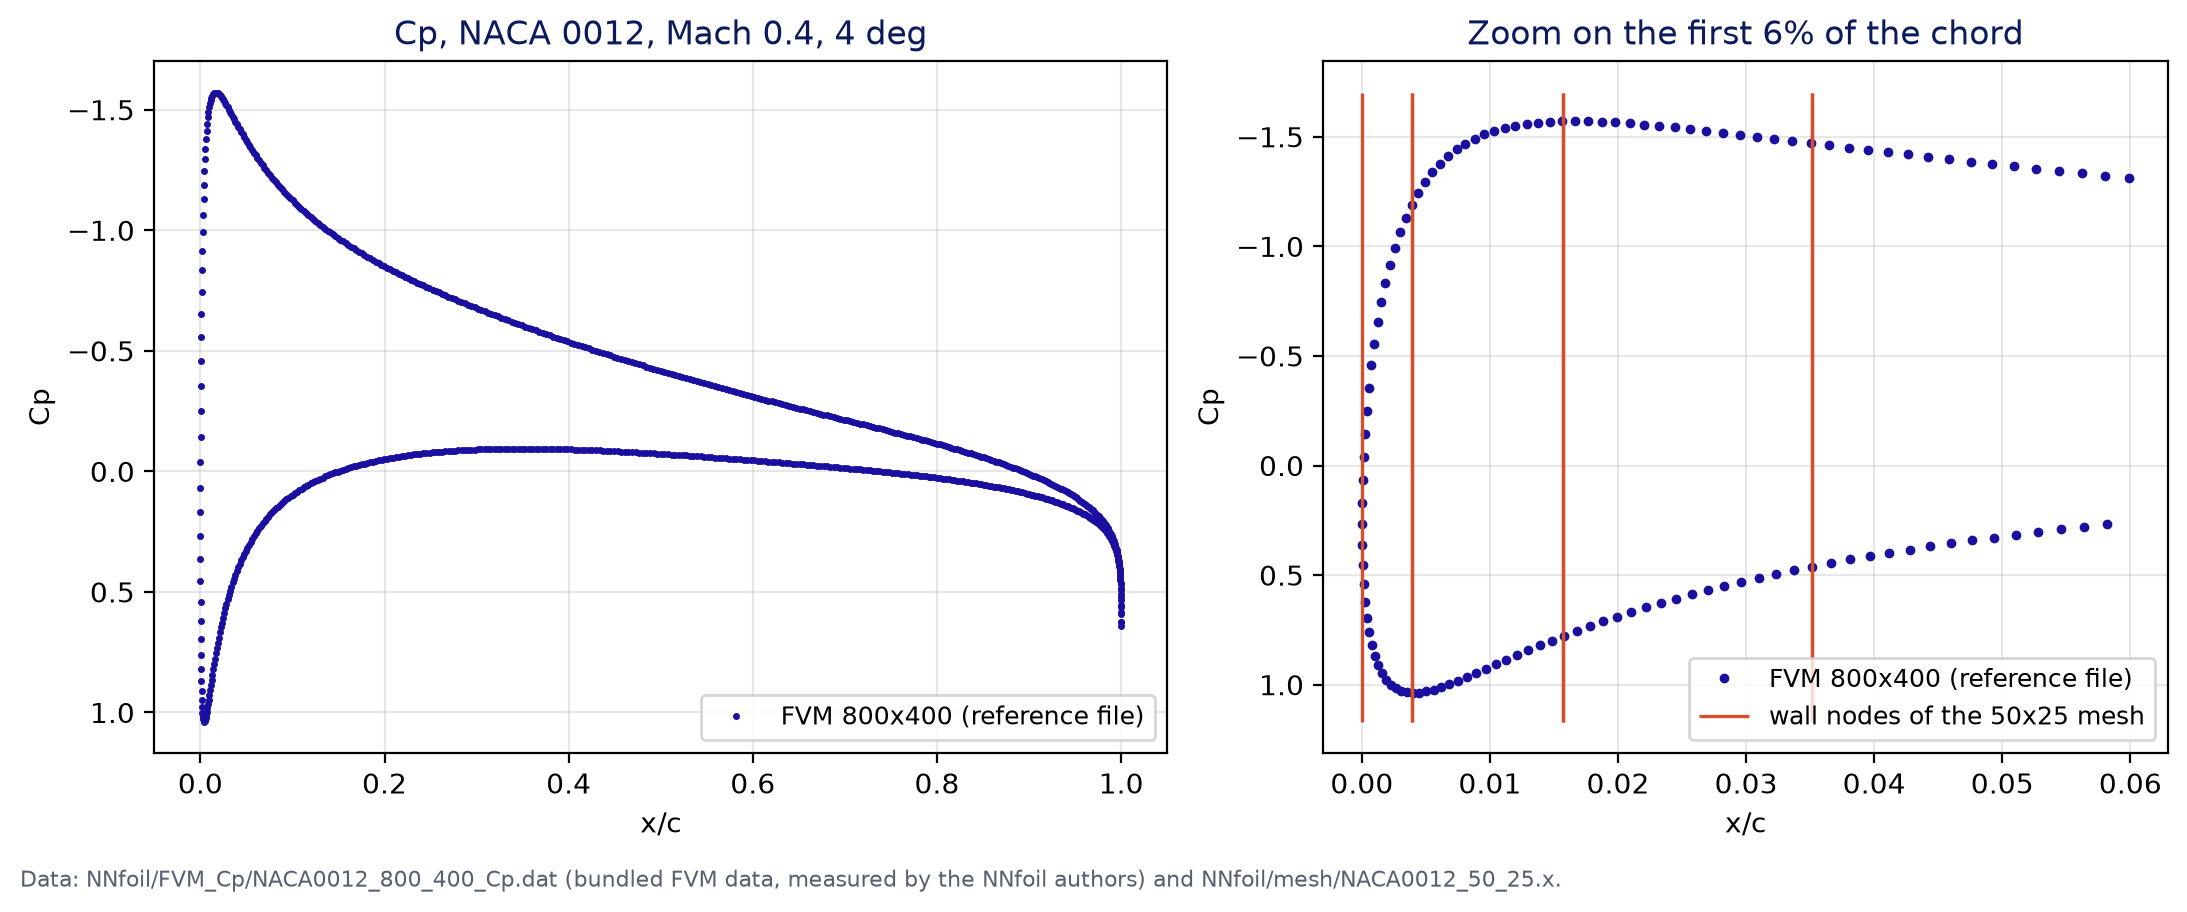 Cp, NACA 0012, Mach 0.4, 4 deg
−1.5
−1.0
−0.5
0.0
0.5
1.0
Cp
0.0 0.2 0.4 0.6 0.8 1.0
x/c
FVM 800x400 (reference file)
Zoom on the first 6% of the chord
−1.5
−1.0
−0.5
0.0
0.5
1.0
Cp
0.00 0.01 0.02 0.03 0.04 0.05 0.06
x/c
FVM 800x400 (reference file)
wall nodes of the 50x25 mesh
Data: NNfoil/FVM_Cp/NACA0012_800_400_Cp.dat (bundled FVM data, measured by the NNfoil authors) and NNfoil/mesh/NACA0012_50_25.x.